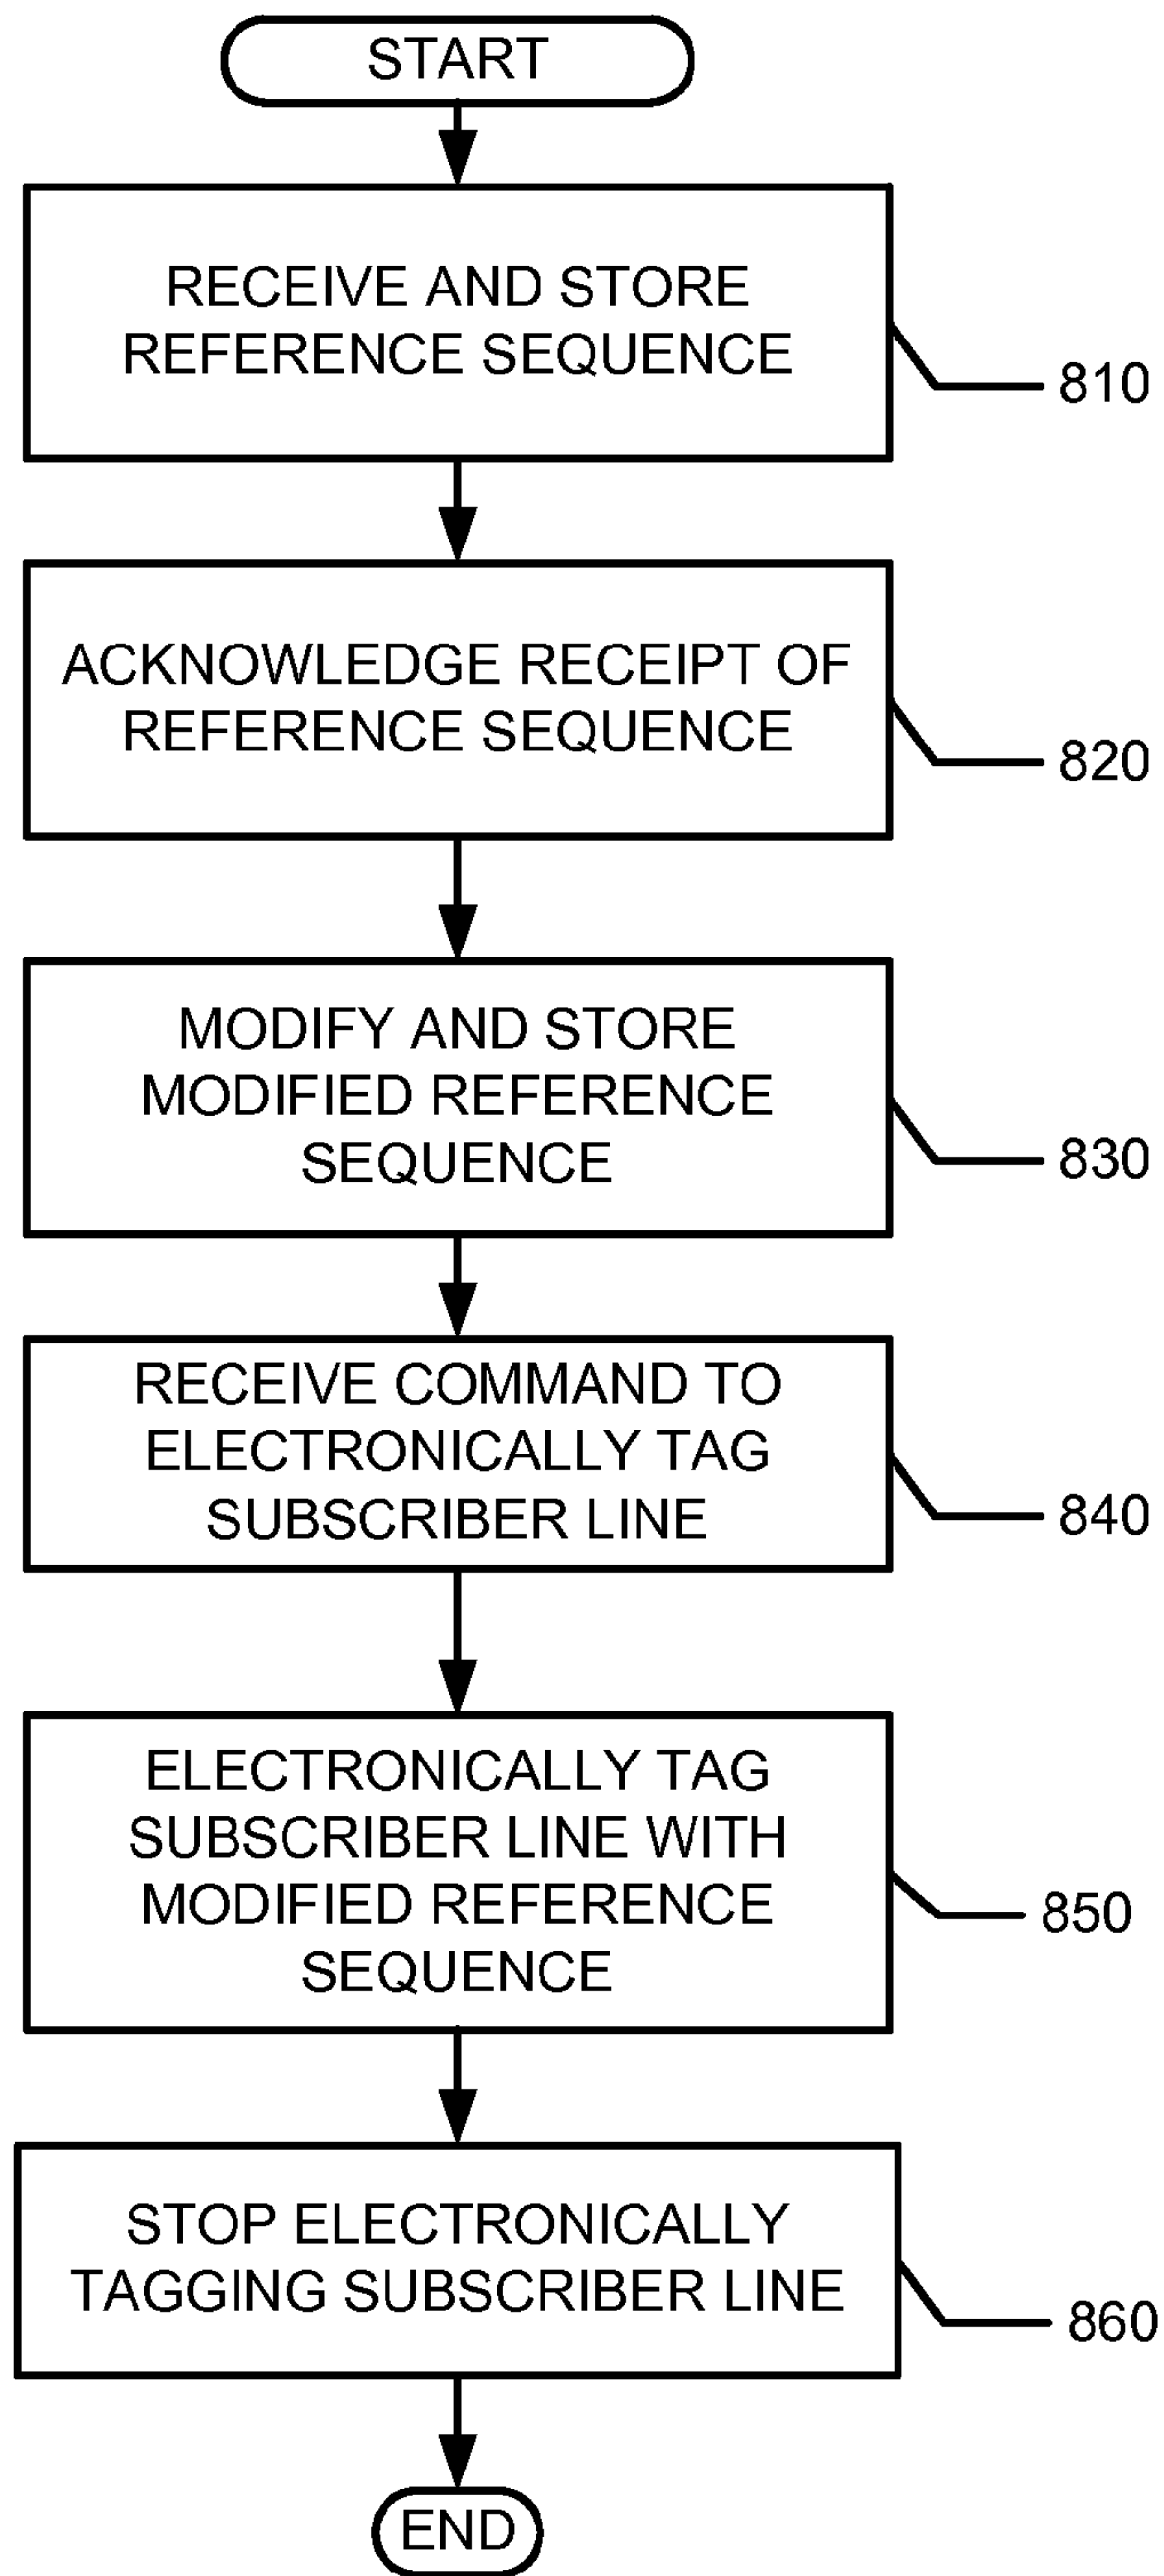 START
RECEIVE AND STORE
REFERENCE SEQUENCE
810
ACKNOWLEDGE RECEIPT OF
REFERENCE SEQUENCE
820
MODIFY AND STORE
MODIFIED REFERENCE
SEQUENCE
830
RECEIVE COMMAND TO
ELECTRONICALLY TAG
SUBSCRIBER LINE
840
ELECTRONICALLY TAG
SUBSCRIBER LINE WITH
MODIFIED REFERENCE
SEQUENCE
850
STOP ELECTRONICALLY
TAGGING SUBSCRIBER LINE
860
END